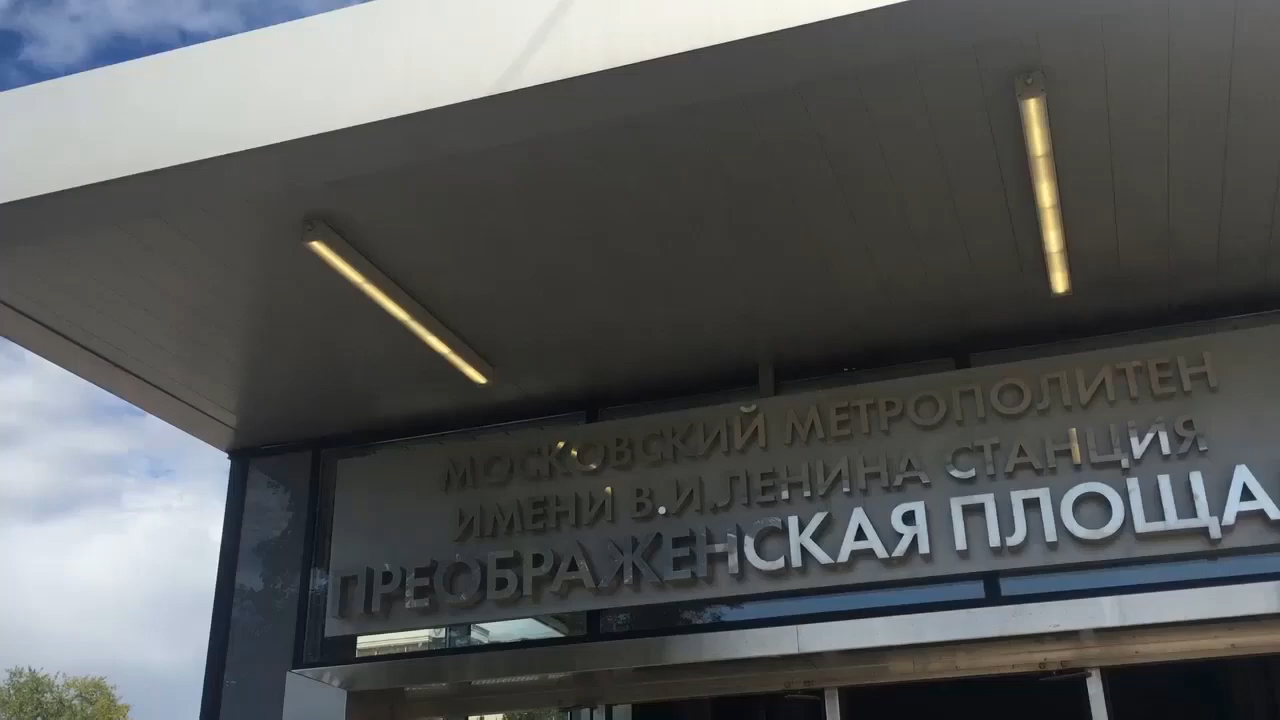 МОСКОВСКИЙ МЕТРОПОЛИТЕН
ИМЕНИ В.И.ЛЕНИНА СТАНЦИЯ
ПРЕОБРАЖЕНСКАЯ ПЛОЩА